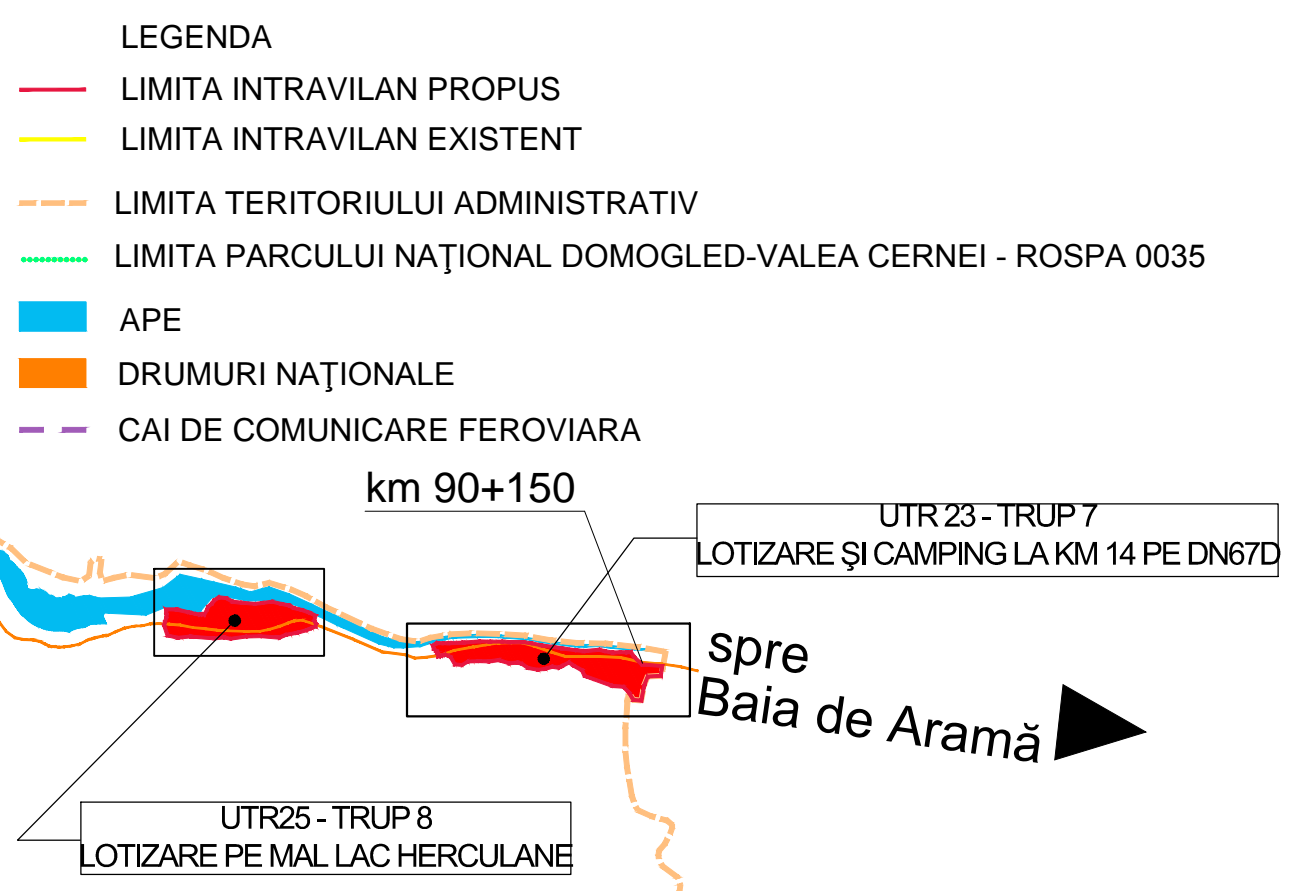 LEGENDA
LIMITA INTRAVILAN PROPUS
LIMITA INTRAVILAN EXISTENT
LIMITA TERITORIULUI ADMINISTRATIV
LIMITA PARCULUI NAŢIONAL DOMOGLED-VALEA CERNEI - ROSPA 0035
APE
DRUMURI NAŢIONALE
CAI DE COMUNICARE FEROVIARA
km 90+150
UTR 23 - TRUP 7
LOTIZARE ŞI CAMPING LA KM 14 PE DN67D
spre
Baia de Aramă
UTR25 - TRUP 8
LOTIZARE PE MAL LAC HERCULANE